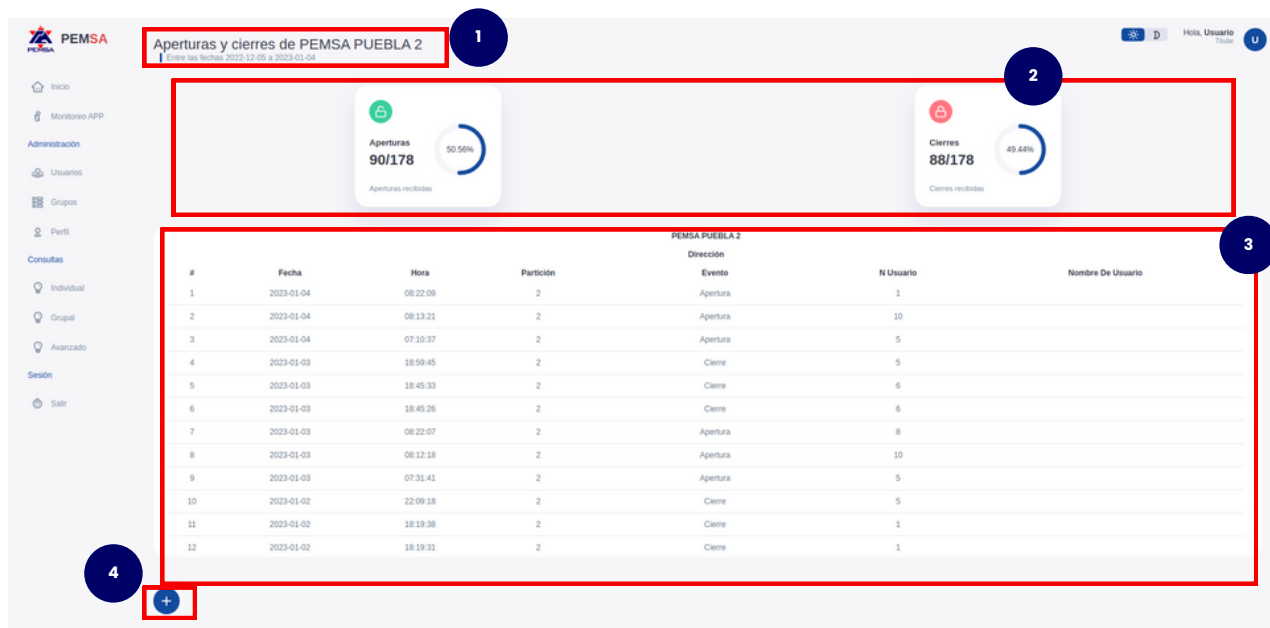 PEMSA
PEMSA
Aperturas y cierres de PEMSA PUEBLA 2
Entre las fechas 2022-12-05 a 2023-01-04
1
D
Hola, Usuario
Titular
U
2
Inicio
Monitoreo APP
Administración
Usuarios
Grupos
Perfil
Consultas
Individual
Grupal
Avanzado
Sesión
Salir
Aperturas
90/178
50.56%
Aperturas recibidas
Cierres
88/178
49.44%
Cierres recibidas
3
PEMSA PUEBLA 2
Dirección
# Fecha Hora Partición Evento N Usuario Nombre De Usuario
1 2023-01-04 08:22:09 2 Apertura 1
2 2023-01-04 08:13:21 2 Apertura 10
3 2023-01-04 07:10:37 2 Apertura 5
4 2023-01-03 18:59:45 2 Cierre 5
5 2023-01-03 18:45:33 2 Cierre 6
6 2023-01-03 18:45:26 2 Cierre 6
7 2023-01-03 08:22:07 2 Apertura 8
8 2023-01-03 08:12:18 2 Apertura 10
9 2023-01-03 07:31:41 2 Apertura 5
10 2023-01-02 22:09:18 2 Cierre 5
11 2023-01-02 18:19:38 2 Cierre 1
12 2023-01-02 18:19:31 2 Cierre 1
4
+